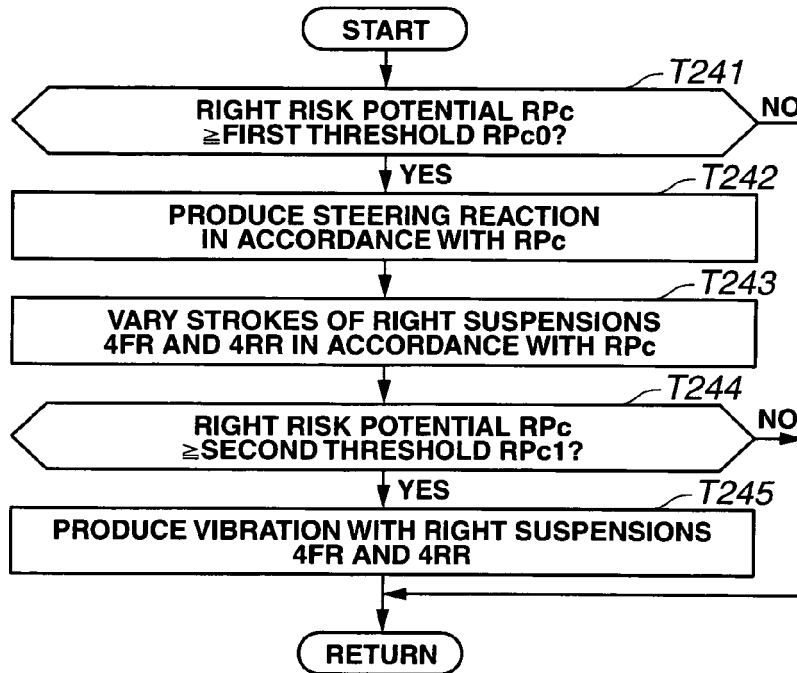 START
T241
RIGHT RISK POTENTIAL RPc
≧FIRST THRESHOLD RPc0?
NO
YES
T242
PRODUCE STEERING REACTION
IN ACCORDANCE WITH RPc
T243
VARY STROKES OF RIGHT SUSPENSIONS
4FR AND 4RR IN ACCORDANCE WITH RPc
T244
RIGHT RISK POTENTIAL RPc
≧SECOND THRESHOLD RPc1?
NO
YES
T245
PRODUCE VIBRATION WITH RIGHT SUSPENSIONS
4FR AND 4RR
RETURN